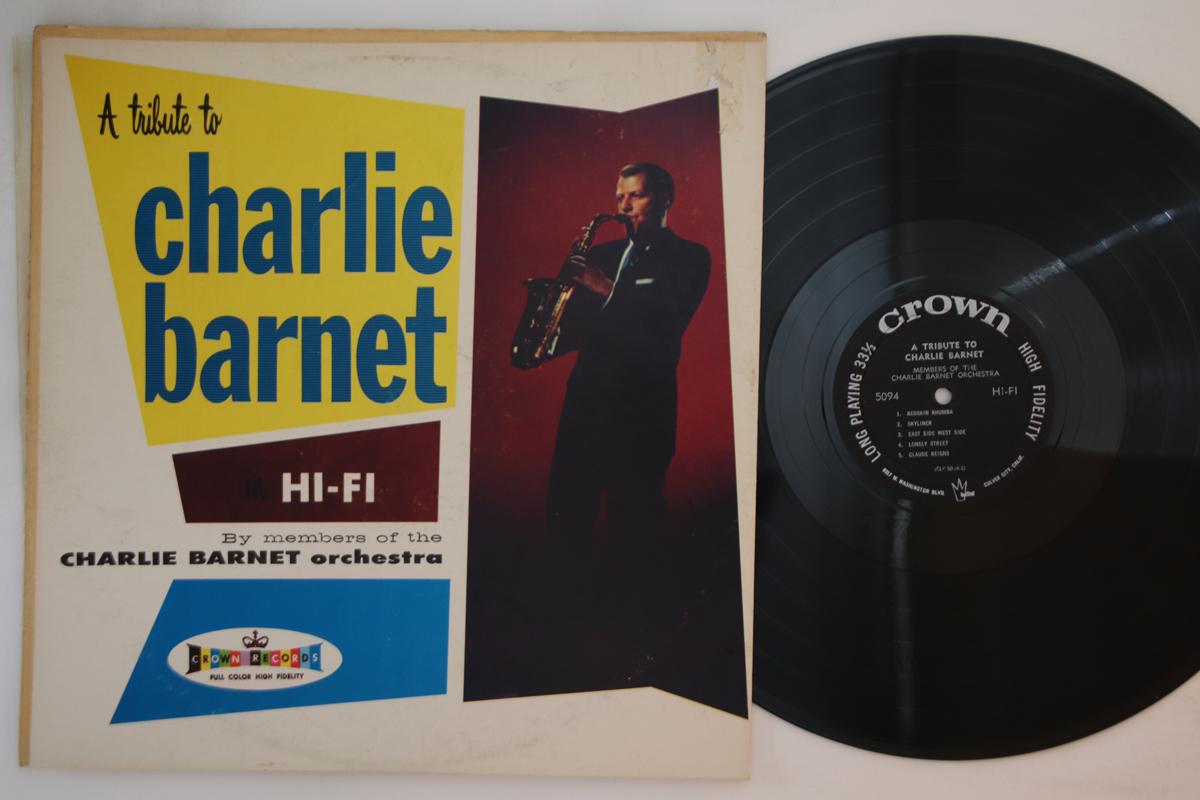 A tribute to
charlie
barnet
in HI-FI
By members of the
CHARLIE BARNET orchestra
CROWN RECORDS
FULL COLOR HIGH FIDELITY
crown
LONG PLAYING 33⅓
HIGH FIDELITY
A TRIBUTE TO
CHARLIE BARNET
MEMBERS OF THE
CHARLIE BARNET ORCHESTRA
5094
Hi-FI
1. REDSKIN RHUMBA
2. SKYLINER
3. EAST SIDE WEST SIDE
4. LONELY STREET
5. CLAUDE REIGNS
W. WASHINGTON BLVD.
CULVER CITY, CALIF.